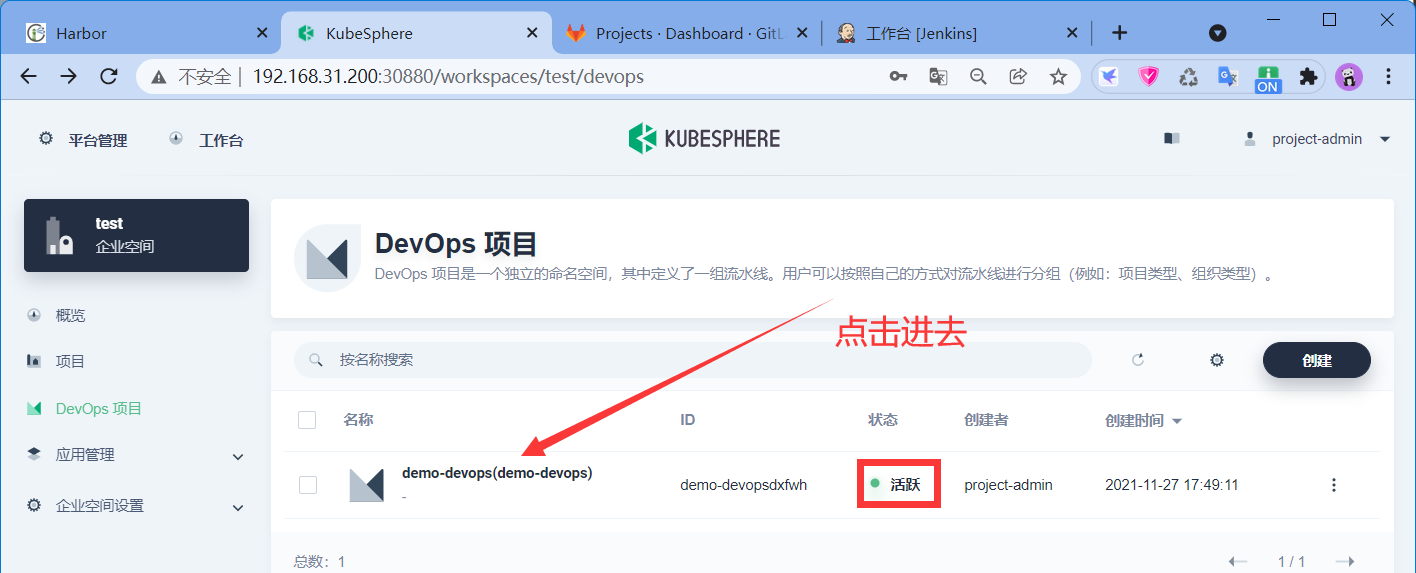 Harbor
KubeSphere
Projects · Dashboard · GitL
工作台 [Jenkins]
不安全
192.168.31.200:30880/workspaces/test/devops
ON
平台管理
工作台
KUBESPHERE
project-admin
test
企业空间
DevOps 项目
DevOps 项目是一个独立的命名空间，其中定义了一组流水线。用户可以按照自己的方式对流水线进行分组（例如：项目类型、组织类型）。
概览
项目
DevOps 项目
应用管理
企业空间设置
点击进去
按名称搜索
创建
名称 ID 状态 创建者 创建时间
demo-devops(demo-devops)
-
demo-devopsdxfwh
活跃
project-admin
2021-11-27 17:49:11
总数：1
1 / 1